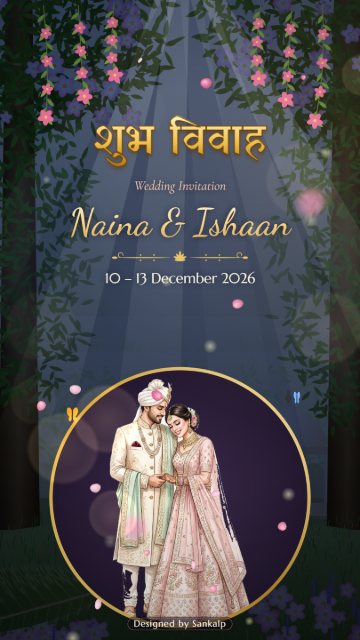 शुभ विवाह
Wedding Invitation
Naina & Ishaan
10 – 13 December 2026
Designed by Sankalp